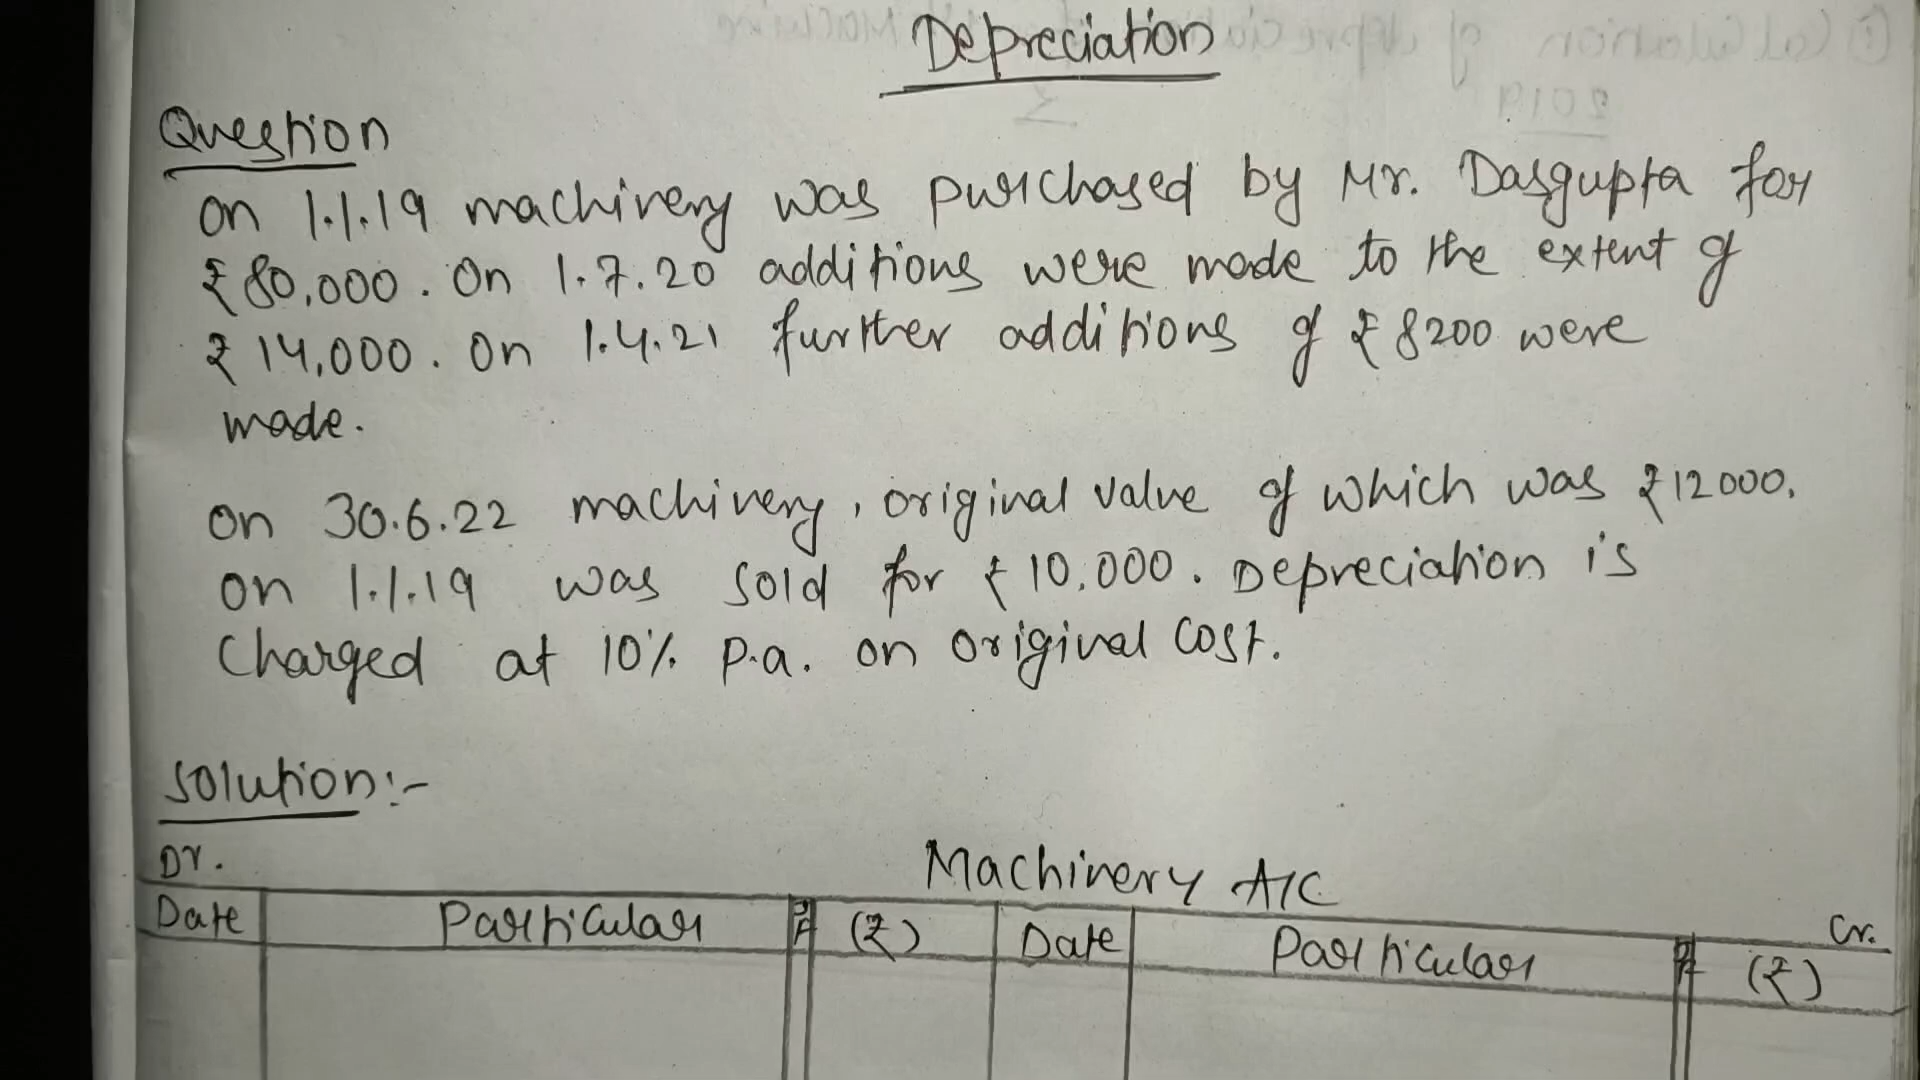 Depreciation
Question
On 1.1.19 machinery was purchased by Mr. Dasgupta for
₹80,000. On 1.7.20 additions were made to the extent of
₹14,000. On 1.4.21 further additions of ₹8200 were
made.
On 30.6.22 machinery, original value of which was ₹12000.
on 1.1.19 was sold for ₹10,000. Depreciation is
charged at 10% p.a. on original cost.
Solution:-
Dr. Machinery A/C Cr.
Date Particular JF (₹) Date Particular JF (₹)